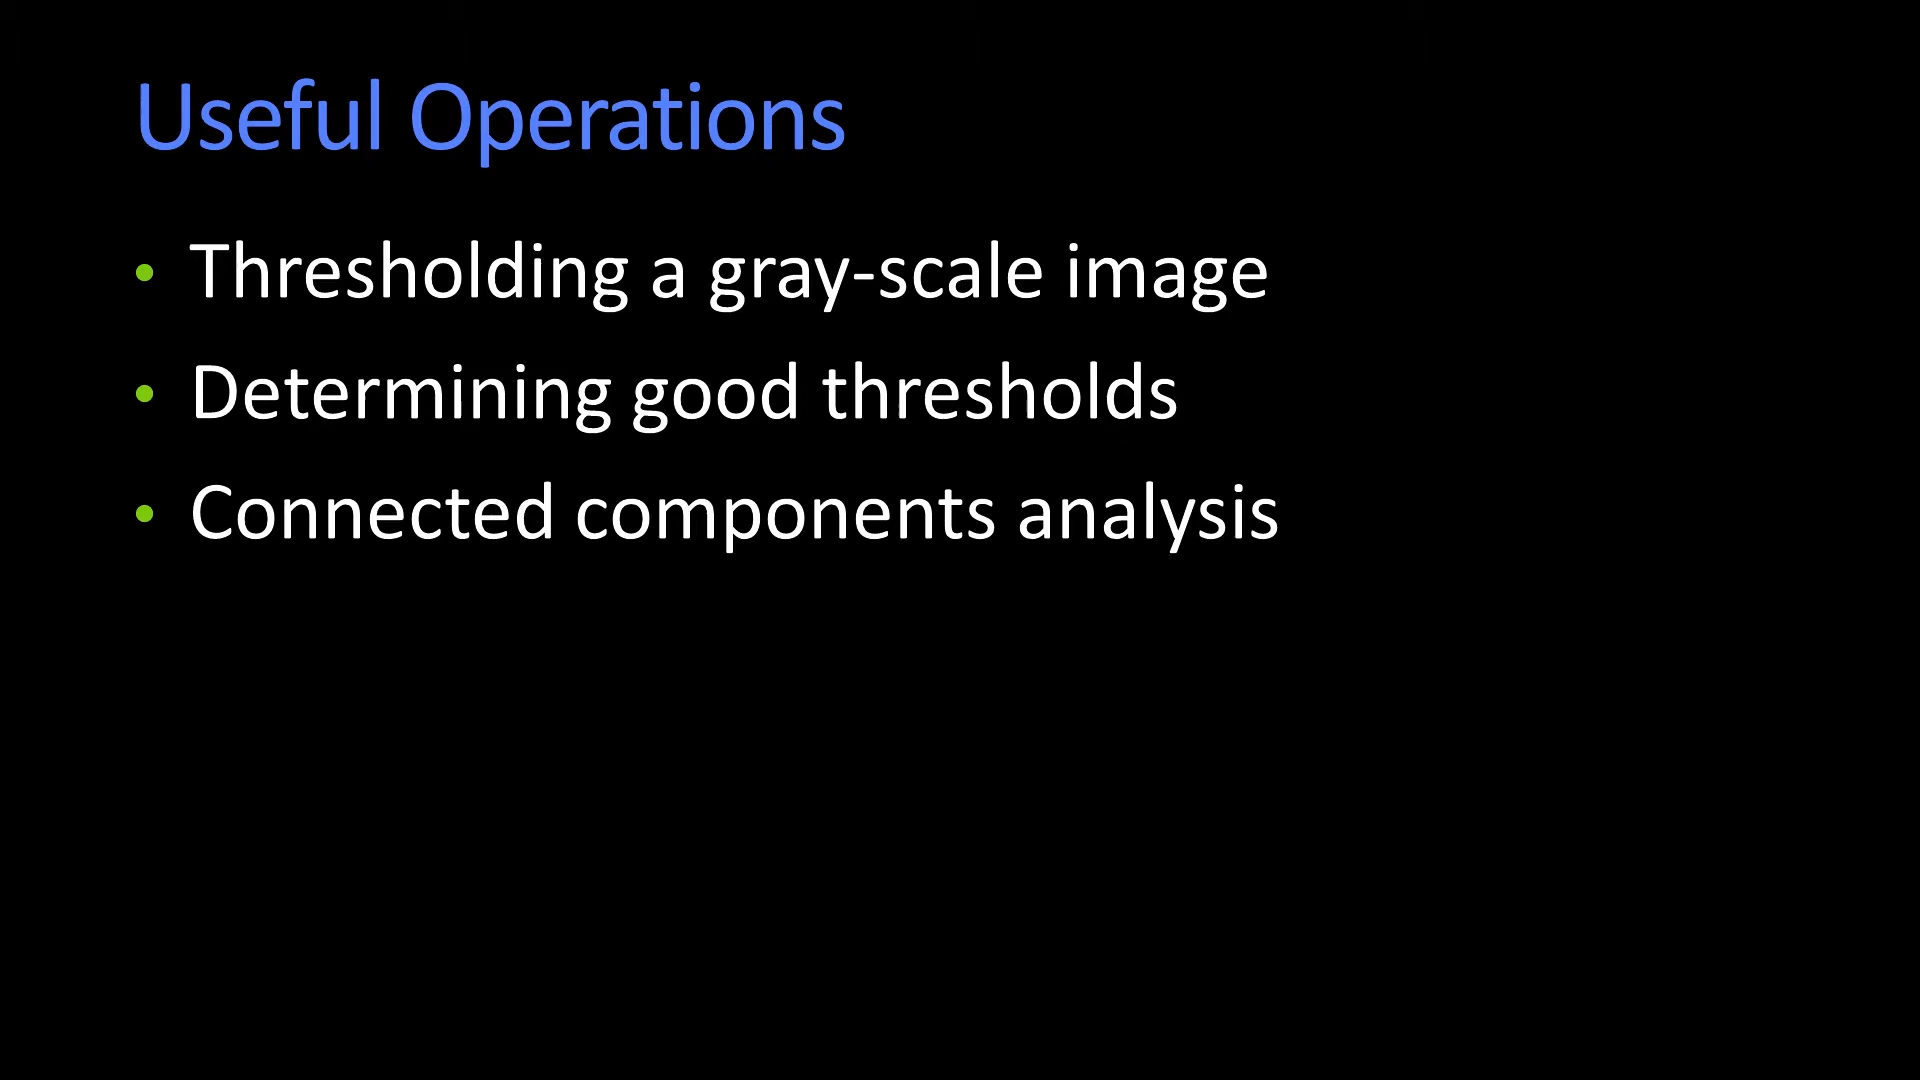 Useful Operations
• Thresholding a gray-scale image
• Determining good thresholds
• Connected components analysis